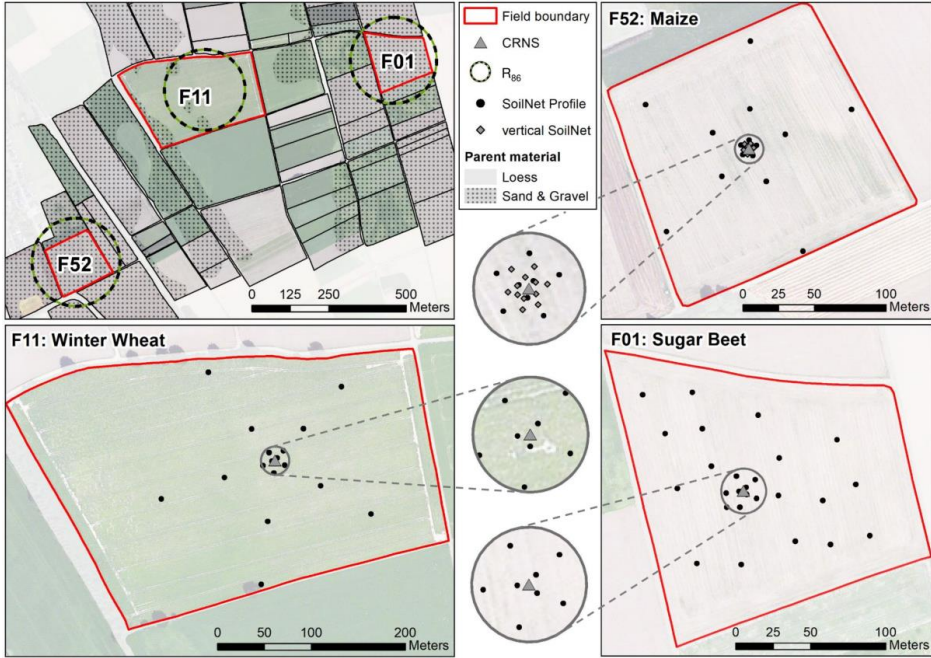 F11
F01
F52
0 125 250 500
Meters
Field boundary
CRNS
R86
SoilNet Profile
vertical SoilNet
Parent material
Loess
Sand & Gravel
F52: Maize
0 25 50 100
Meters
F11: Winter Wheat
0 50 100 200
Meters
F01: Sugar Beet
0 25 50 100
Meters